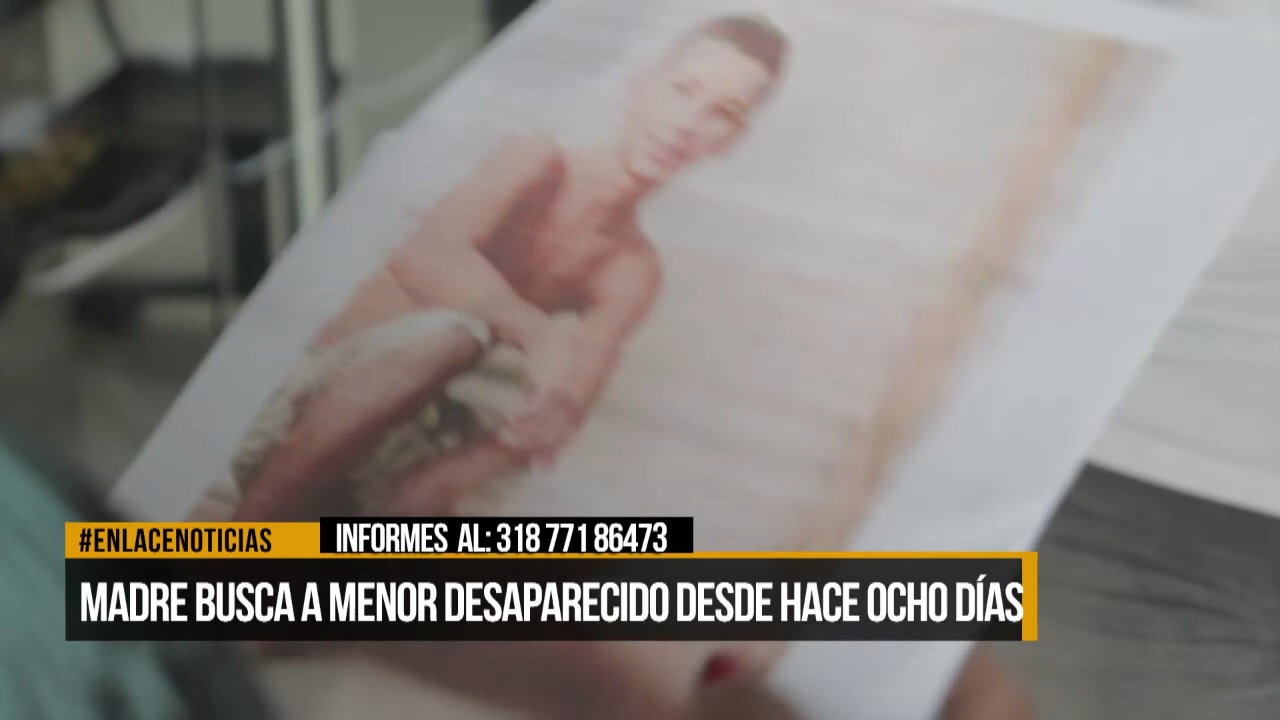 #ENLACENOTICIAS
INFORMES AL: 318 771 86473
MADRE BUSCA A MENOR DESAPARECIDO DESDE HACE OCHO DÍAS